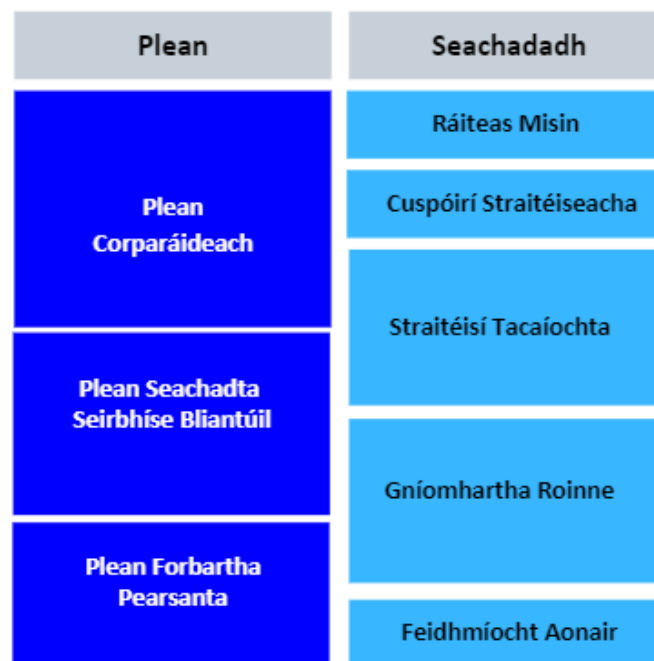 Plean
Seachadadh
Plean
Corparáideach
Plean Seachadta
Seirbhíse Bliantúil
Plean Forbartha
Pearsanta
Ráiteas Misin
Cuspóirí Straitéiseacha
Straitéisí Tacaíochta
Gníomhartha Roinne
Feidhmíocht Aonair